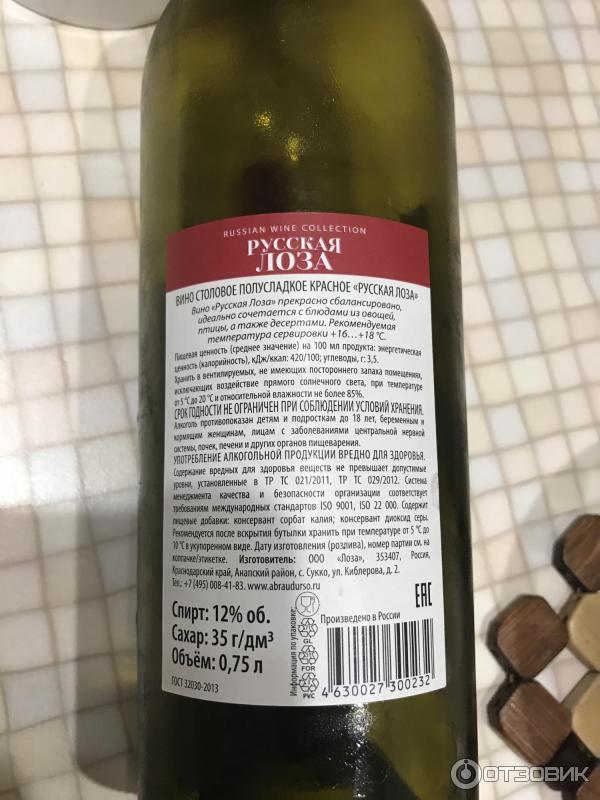 RUSSIAN WINE COLLECTION
РУССКАЯ
ЛОЗА
ВИНО СТОЛОВОЕ ПОЛУСЛАДКОЕ КРАСНОЕ «РУССКАЯ ЛОЗА»
Вино «Русская Лоза» прекрасно сбалансировано,
идеально сочетается с блюдами из овощей,
птицы, а также десертами. Рекомендуемая
температура сервировки +16...+18 °С.
Пищевая ценность (среднее значение) на 100 мл продукта: энергетическая
ценность (калорийность), кДж/ккал: 420/100; углеводы, г: 3,5.
Хранить в вентилируемых, не имеющих постороннего запаха помещениях,
исключающих воздействие прямого солнечного света, при температуре
от 5 °С до 20 °С и относительной влажности не более 85%.
СРОК ГОДНОСТИ НЕ ОГРАНИЧЕН ПРИ СОБЛЮДЕНИИ УСЛОВИЙ ХРАНЕНИЯ.
Алкоголь противопоказан детям и подросткам до 18 лет, беременным и
кормящим женщинам, лицам с заболеваниями центральной нервной
системы, почек, печени и других органов пищеварения.
УПОТРЕБЛЕНИЕ АЛКОГОЛЬНОЙ ПРОДУКЦИИ ВРЕДНО ДЛЯ ЗДОРОВЬЯ.
Содержание вредных для здоровья веществ не превышает допустимые
уровни, установленные в ТР ТС 021/2011, ТР ТС 029/2012. Система
менеджмента качества и безопасности организации соответствует
требованиям международных стандартов ISO 9001, ISO 22 000. Содержит
пищевые добавки: консервант сорбат калия; консервант диоксид серы.
Рекомендуется после вскрытия бутылки хранить при температуре от 5 °С до
10 °С в укупоренном виде. Дату изготовления (розлива), номер партии см. на
колпачке/этикетке. Изготовитель: ООО «Лоза», 353407, Россия,
Краснодарский край, Анапский район, с. Сукко, ул. Киблерова, д. 2.
Тел.: +7 (495) 008-41-83. www.abraudurso.ru
Спирт: 12% об.
Сахар: 35 г/дм³
Объём: 0,75 л
ГОСТ 32030-2013
Информация по упаковке:
GL
FOR
PVC
Произведено в России
EAC
4 630027 300232
ОТЗОВИК